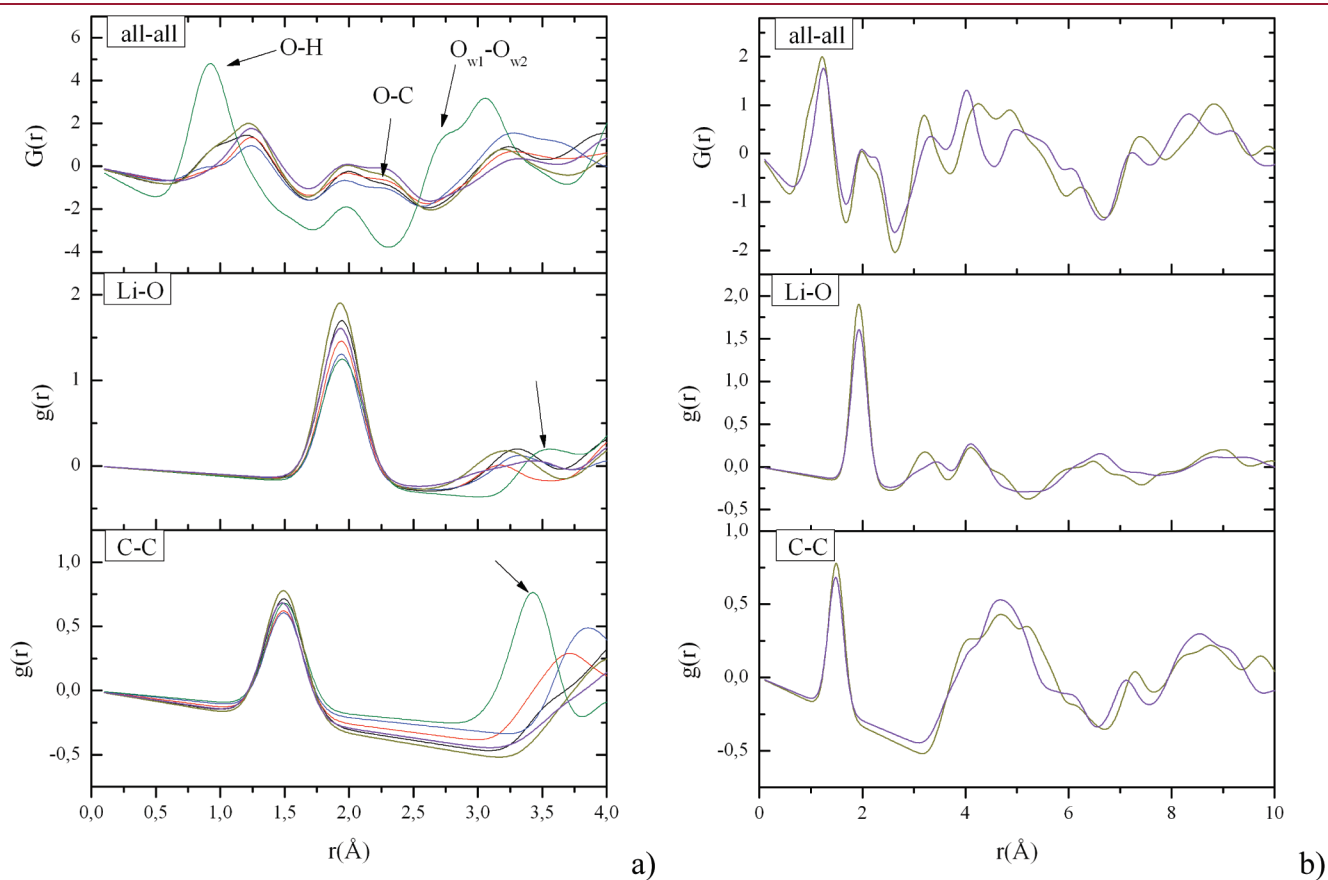 all-all
O-H
O-C
Ow1-Ow2
G(r)
6
4
2
0
-2
-4
Li-O
g(r)
2
1
0
C-C
g(r)
1,0
0,5
0,0
-0,5
0,0 0,5 1,0 1,5 2,0 2,5 3,0 3,5 4,0
r(Å)
a)
all-all
G(r)
2
1
0
-1
-2
Li-O
g(r)
2,0
1,5
1,0
0,5
0,0
-0,5
C-C
g(r)
1,0
0,5
0,0
-0,5
0 2 4 6 8 10
r(Å)
b)